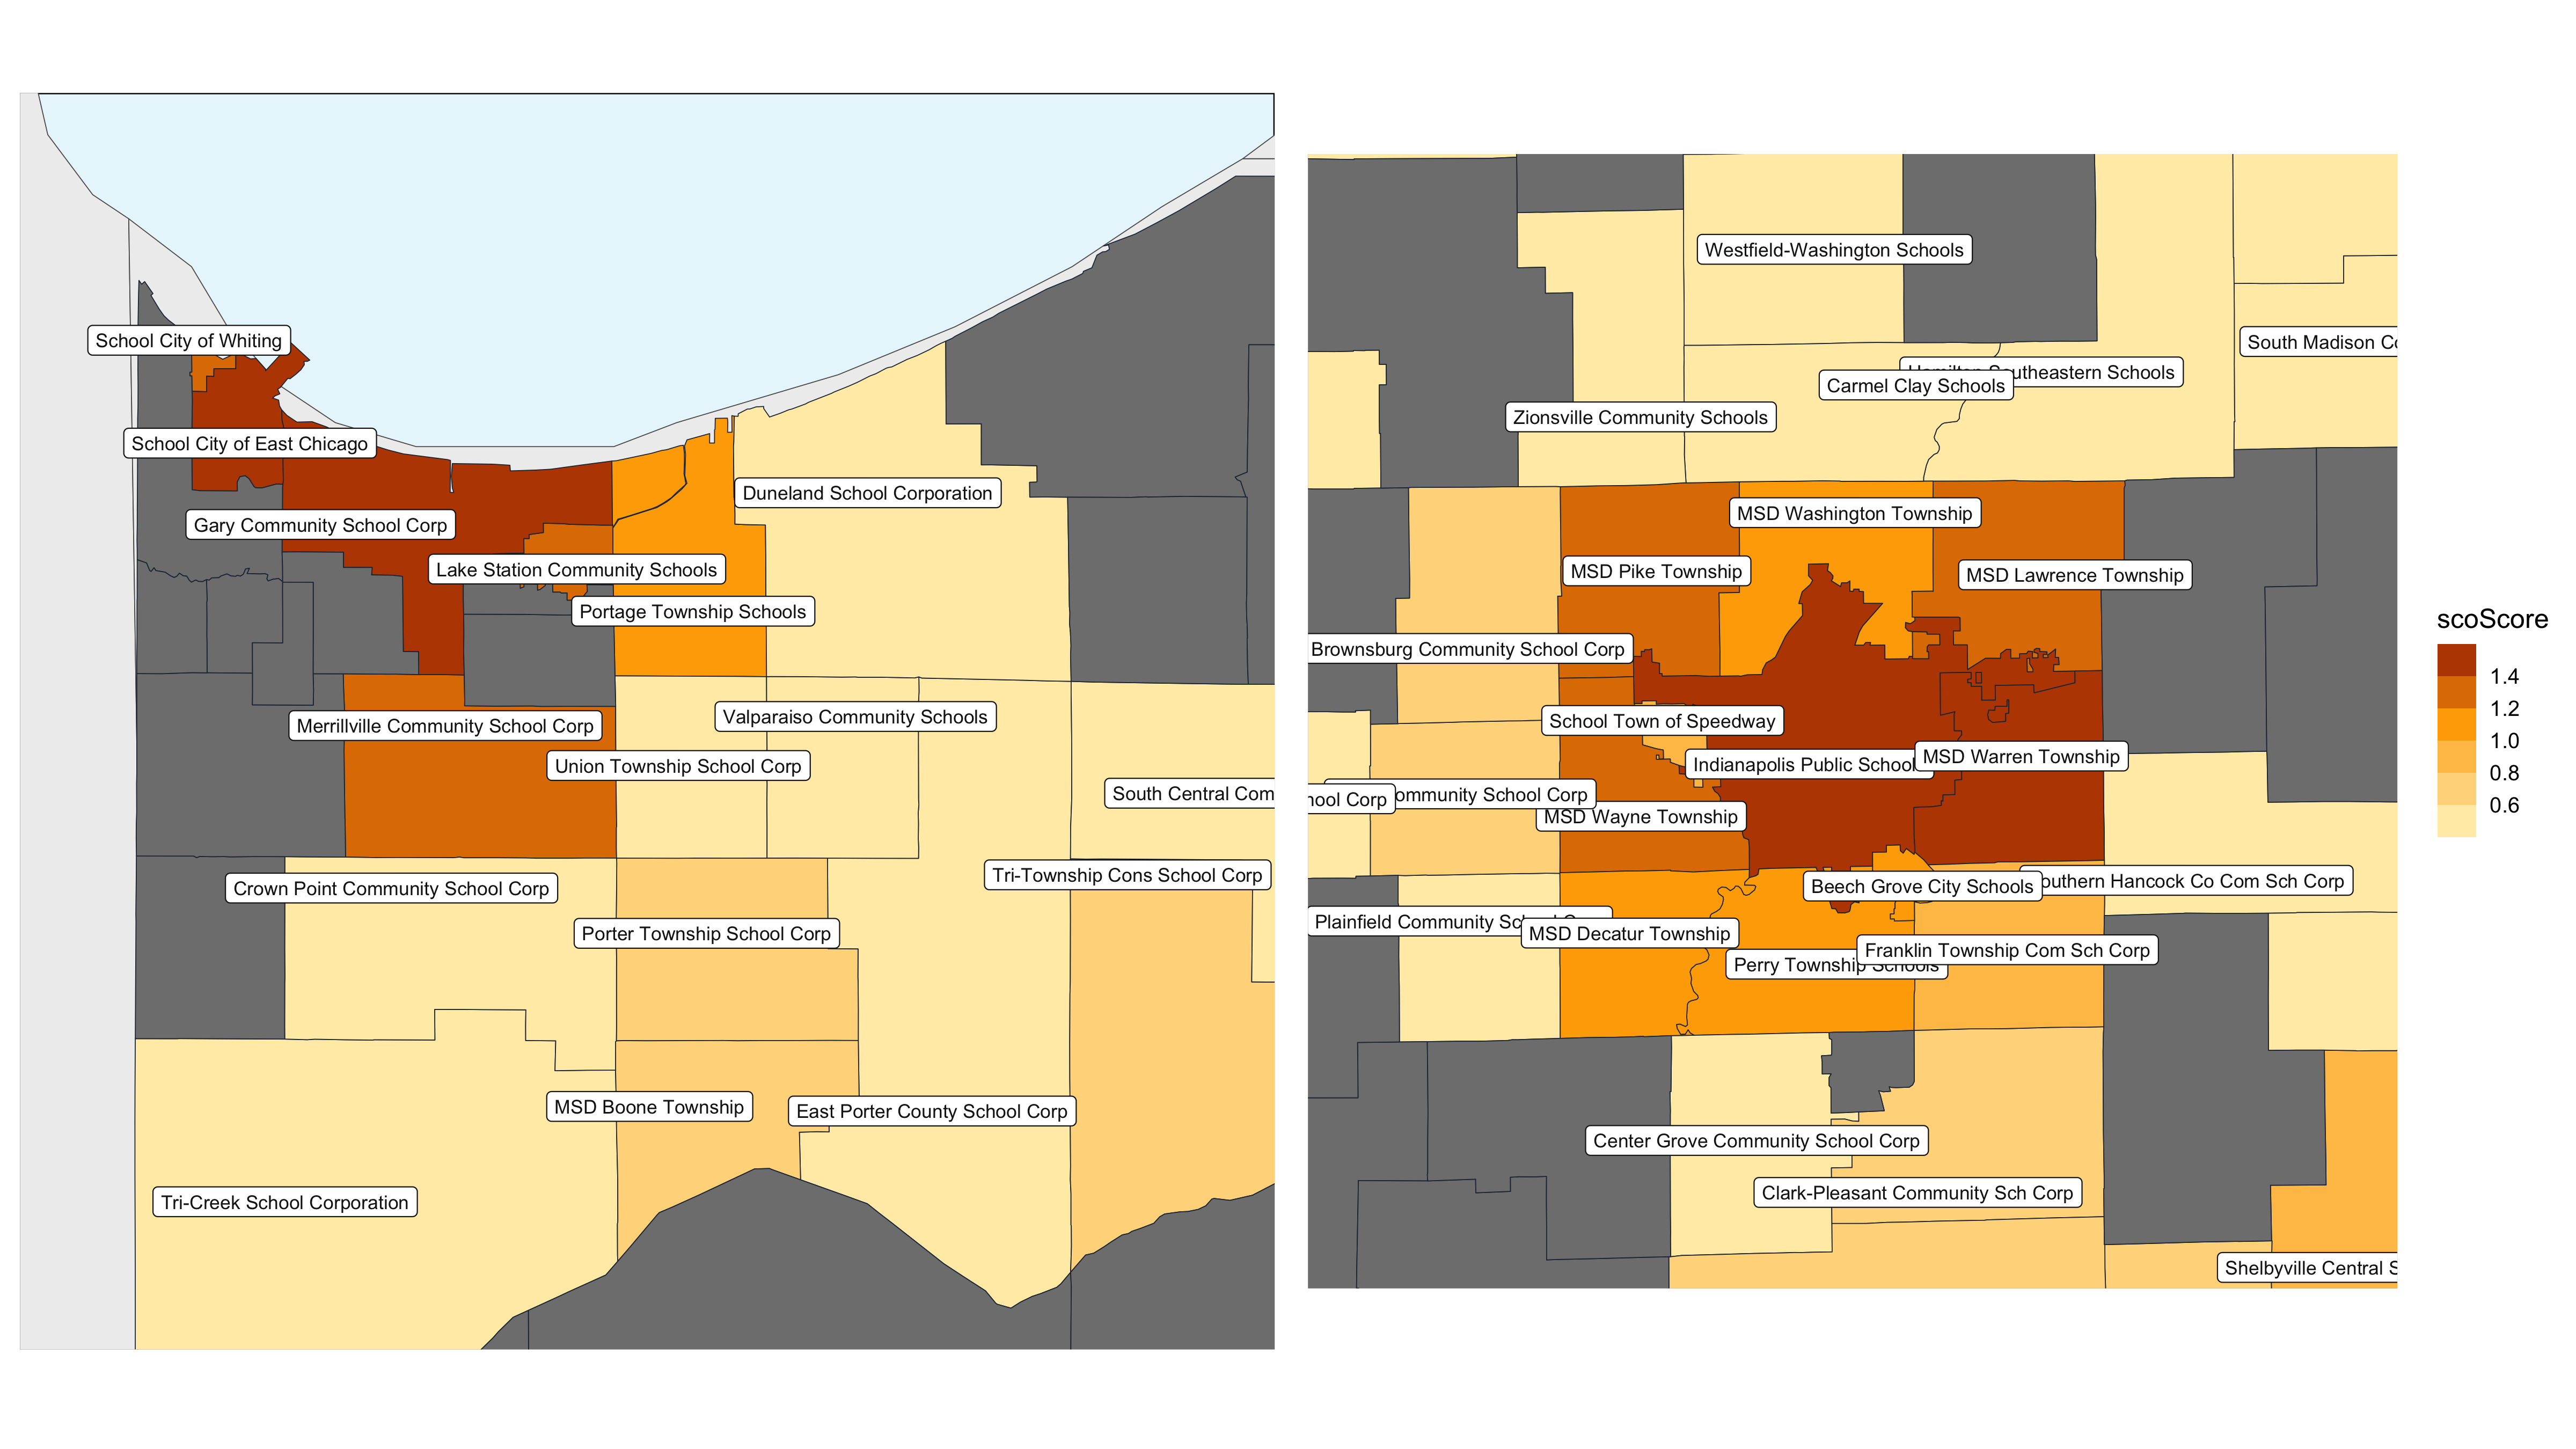 School City of Whiting
School City of East Chicago
Duneland School Corporation
Gary Community School Corp
Lake Station Community Schools
Portage Township Schools
Valparaiso Community Schools
Merrillville Community School Corp
Union Township School Corp
South Central Com
Tri-Township Cons School Corp
Crown Point Community School Corp
Porter Township School Corp
MSD Boone Township
East Porter County School Corp
Tri-Creek School Corporation
Westfield-Washington Schools
South Madison
Southeastern Schools
Carmel Clay Schools
Zionsville Community Schools
MSD Washington Township
MSD Pike Township
MSD Lawrence Township
Brownsburg Community School Corp
School Town of Speedway
MSD Warren Township
Indianapolis Public School
ommunity School Corp
hool Corp
MSD Wayne Township
outhern Hancock Co Com Sch Corp
Beech Grove City Schools
Plainfield Community
MSD Decatur Township
Franklin Township Com Sch Corp
Perry Township Schools
Center Grove Community School Corp
Clark-Pleasant Community Sch Corp
Shelbyville Central S
scoScore
1.4
1.2
1.0
0.8
0.6